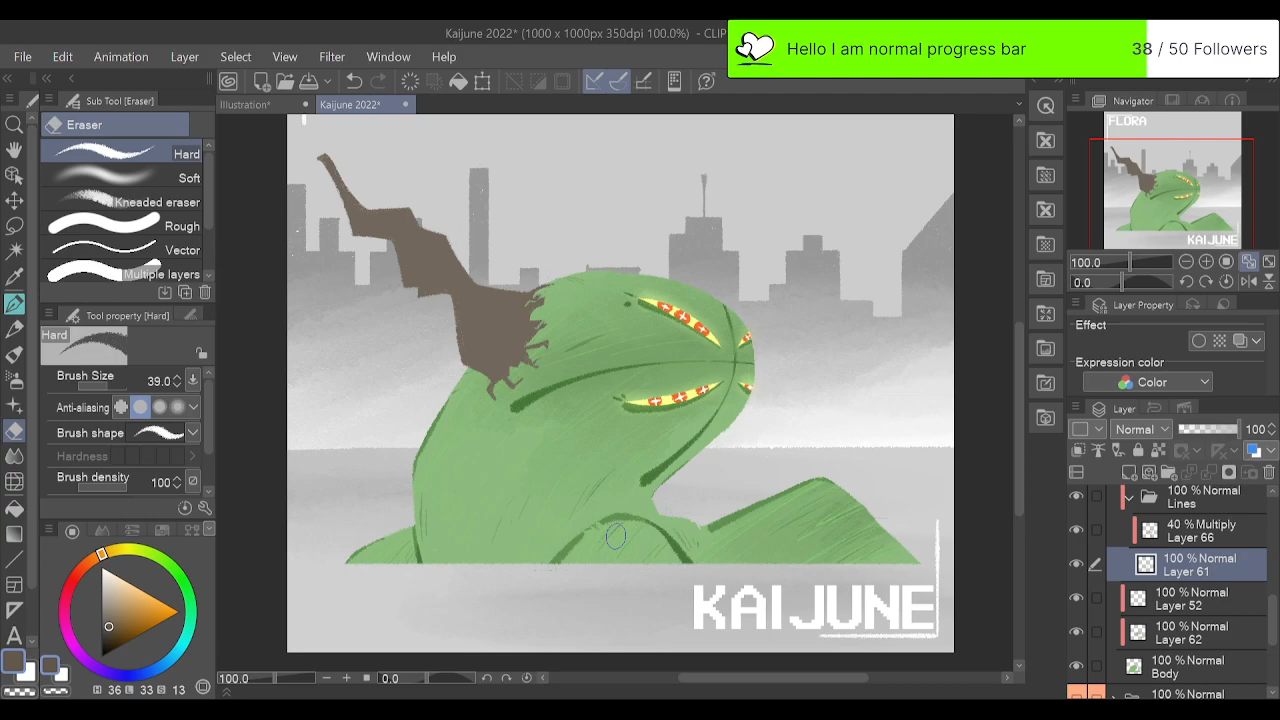 Kaijune 2022* (1000 x 1000px 350dpi 100.0%) - CLIP
Hello I am normal progress bar
38 / 50 Followers
File Edit Animation Layer Select View Filter Window Help
Sub Tool [Eraser]
Illustration* Kaijune 2022*
Navigator
Eraser
Hard
Soft
Kneaded eraser
Rough
Vector
Multiple layers
FLORA
KAIJUNE
100.0
0.0
Tool property [Hard]
Hard
Brush Size 39.0
Anti-aliasing
Brush shape
Hardness
Brush density 100
Layer Property
Effect
Expression color
Color
Layer
Normal 100
100 % Normal
Lines
40 % Multiply
Layer 66
100 % Normal
Layer 61
100 % Normal
Layer 52
100 % Normal
Layer 62
100 % Normal
Body
100 % Normal
KAIJUNE
A
H 36 L 33 S 13
100.0 0.0